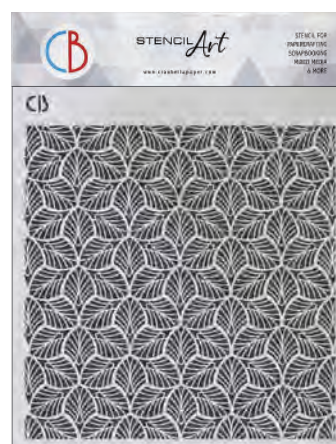 CB
STENCIL Art
STENCIL FOR
PAPERCRAFTING
SCRAPBOOKING
MIXED MEDIA
& MORE
www.ciaobellapaper.com
CB